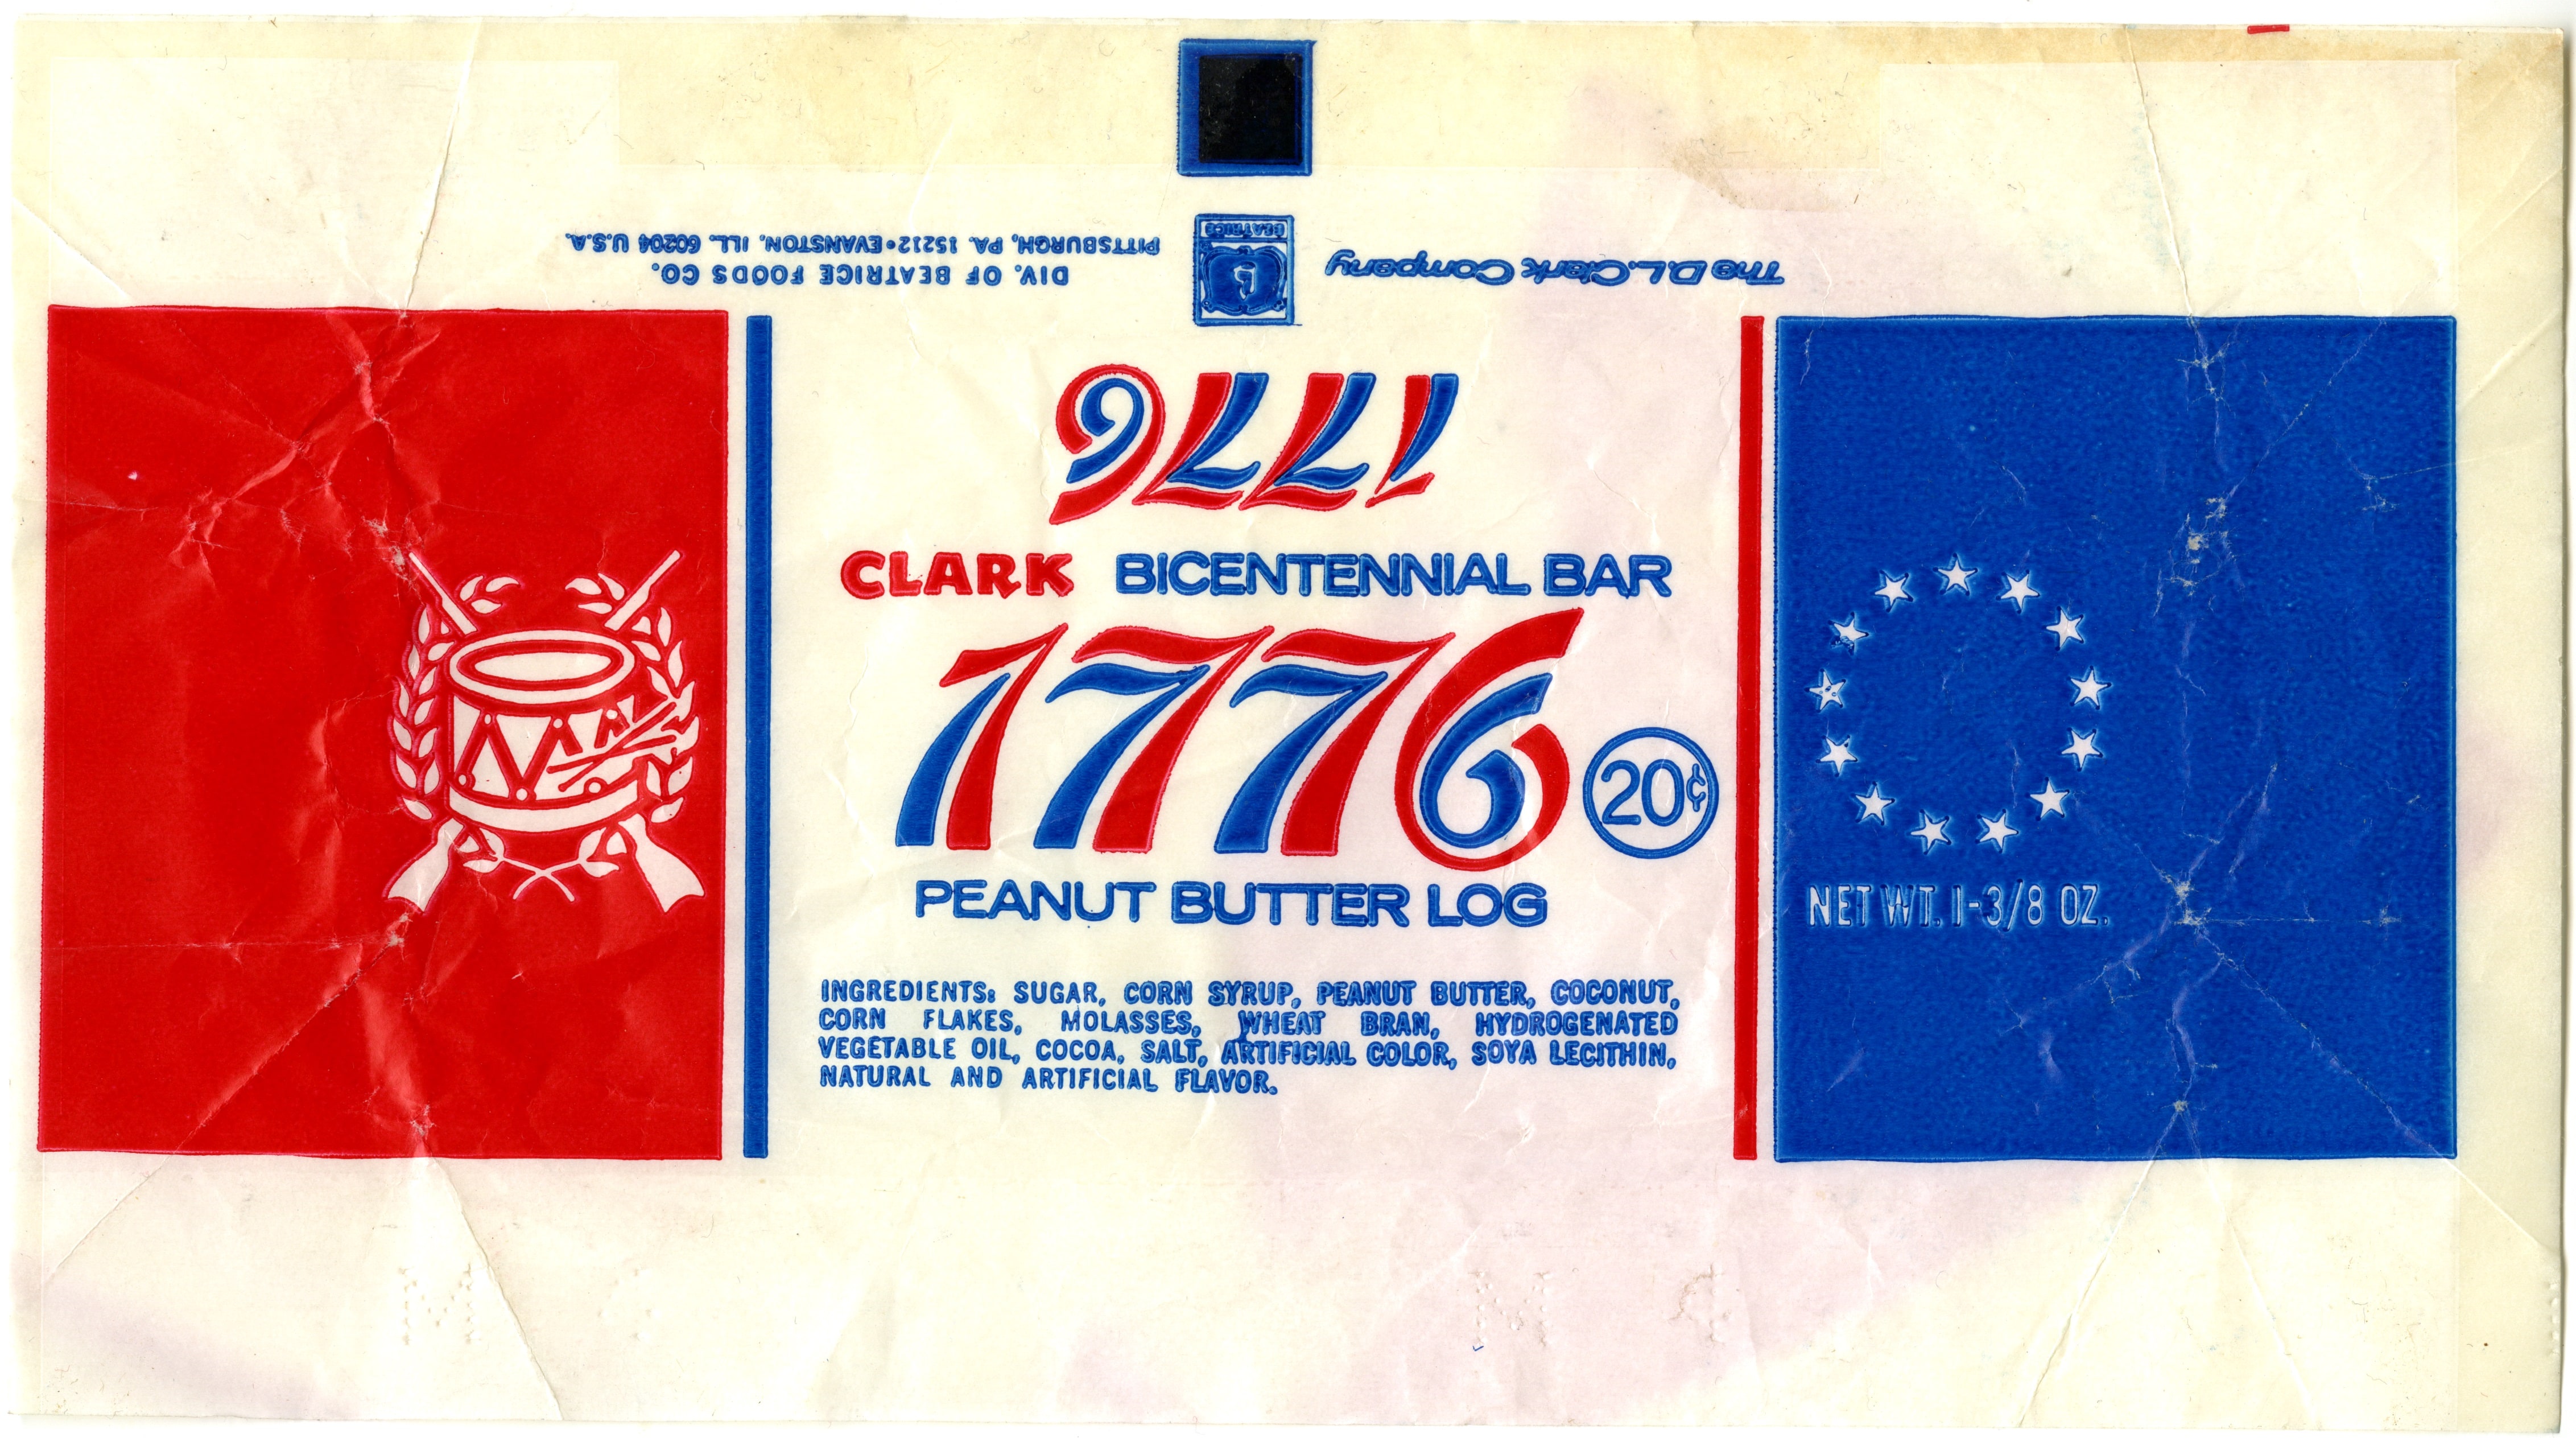 The D.L. Clark Company
BEATRICE
DIV. OF BEATRICE FOODS CO.
PITTSBURGH, PA. 15212•EVANSTON, ILL. 60204 U.S.A.
1776
CLARK BICENTENNIAL BAR
1776
20¢
PEANUT BUTTER LOG
NET WT. 1-3/8 OZ.
INGREDIENTS: SUGAR, CORN SYRUP, PEANUT BUTTER, COCONUT,
CORN FLAKES, MOLASSES, WHEAT BRAN, HYDROGENATED
VEGETABLE OIL, COCOA, SALT, ARTIFICIAL COLOR, SOYA LECITHIN,
NATURAL AND ARTIFICIAL FLAVOR.
M
M 4